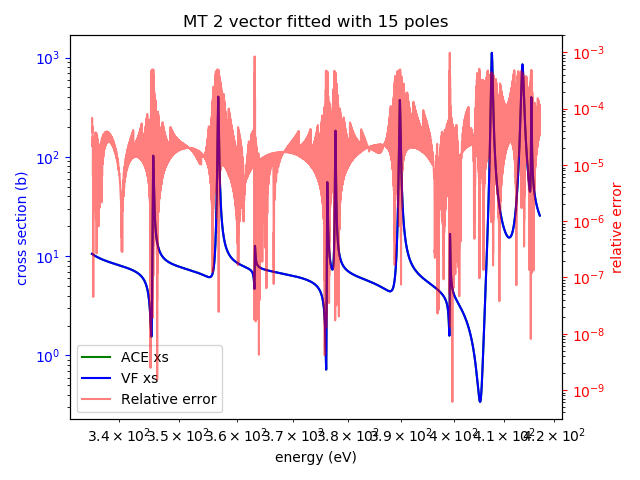 MT 2 vector fitted with 15 poles
10³
10²
10¹
10⁰
cross section (b)
10⁻³
10⁻⁴
10⁻⁵
10⁻⁶
10⁻⁷
10⁻⁸
10⁻⁹
relative error
ACE xs
VF xs
Relative error
3.4 × 10² 3.5 × 10² 3.6 × 10² 3.7 × 10² 3.8 × 10² 3.9 × 10² 4 × 10² 4.1 × 10² 4.2 × 10²
energy (eV)